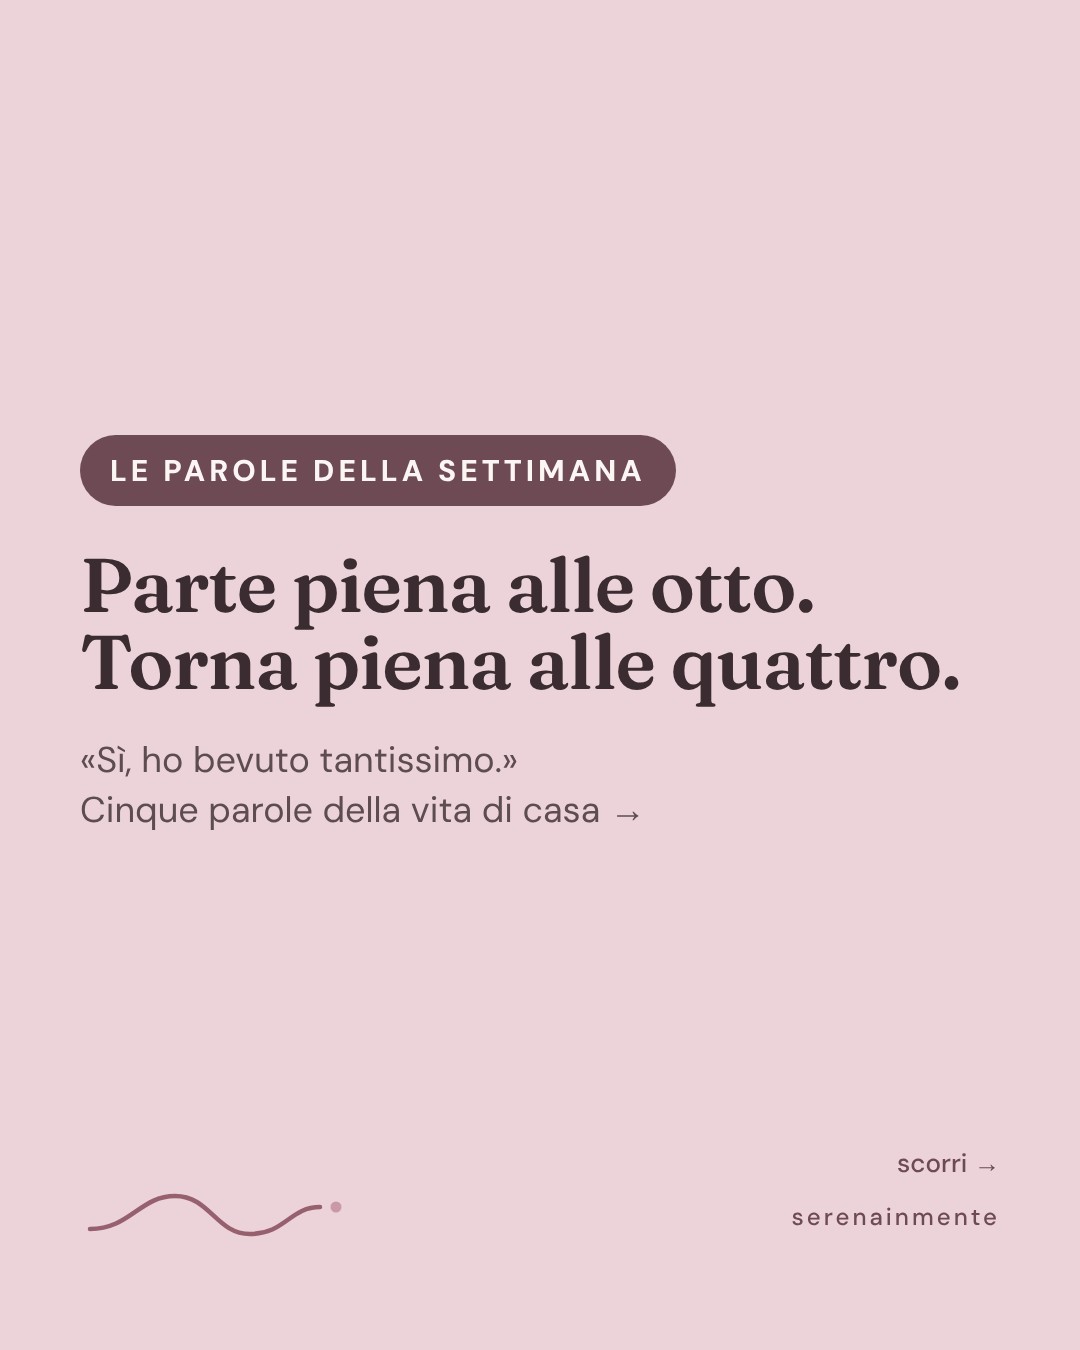 LE PAROLE DELLA SETTIMANA
Parte piena alle otto.
Torna piena alle quattro.
«Sì, ho bevuto tantissimo.»
Cinque parole della vita di casa →
scorri →
serenainmente